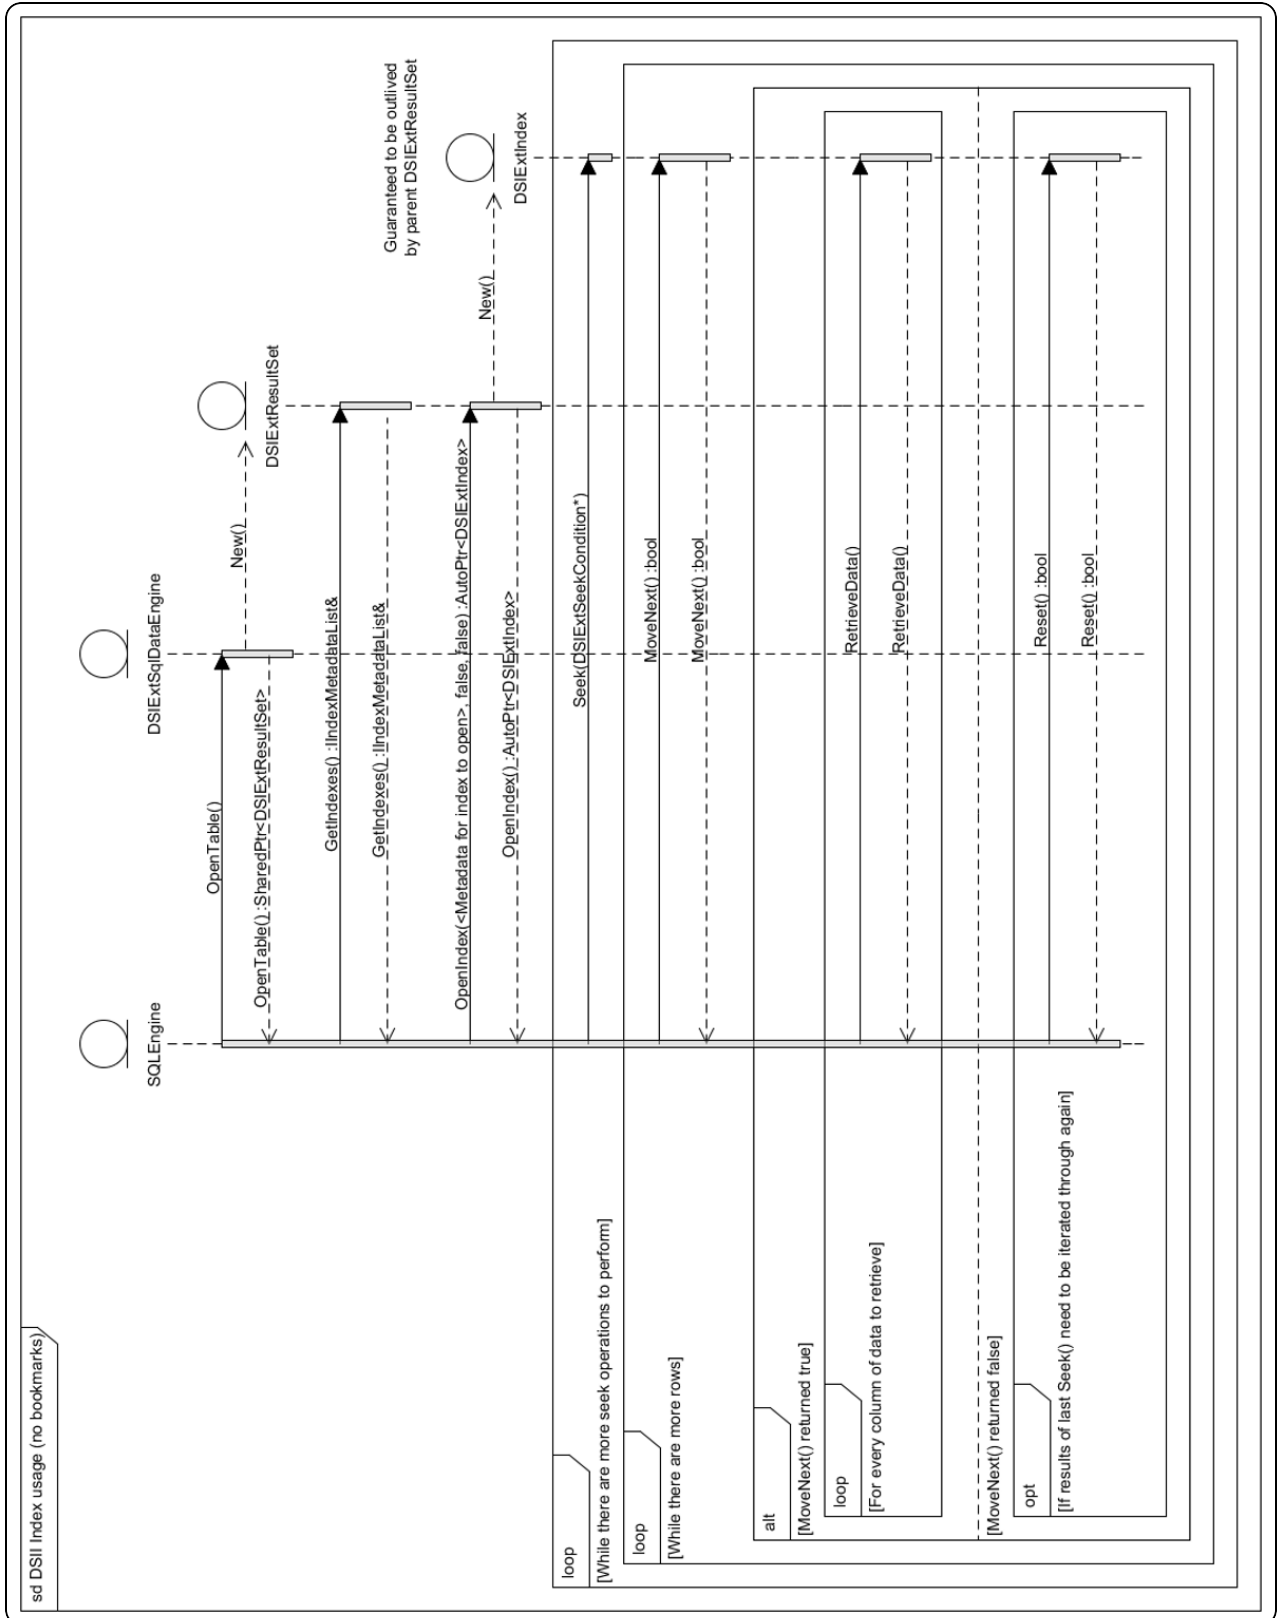 sd DSII Index usage (no bookmarks)
SQLEngine
DSIExtSqlDataEngine
OpenTable()
New()
OpenTable() :SharedPtr<DSIExtResultSet>
DSIExtResultSet
GetIndexes() :IIndexMetadataList&
GetIndexes() :IIndexMetadataList&
Guaranteed to be outlived
by parent DSIExtResultSet
OpenIndex(<Metadata for index to open>, false, false) :AutoPtr<DSIExtIndex>
New()
OpenIndex() :AutoPtr<DSIExtIndex>
DSIExtIndex
loop
Seek(DSIExtSeekCondition*)
[While there are more seek operations to perform]
loop
MoveNext() :bool
[While there are more rows]
MoveNext() :bool
alt
[MoveNext() returned true]
loop
RetrieveData()
[For every column of data to retrieve]
RetrieveData()
[MoveNext() returned false]
opt
Reset() :bool
[If results of last Seek() need to be iterated through again]
Reset() :bool